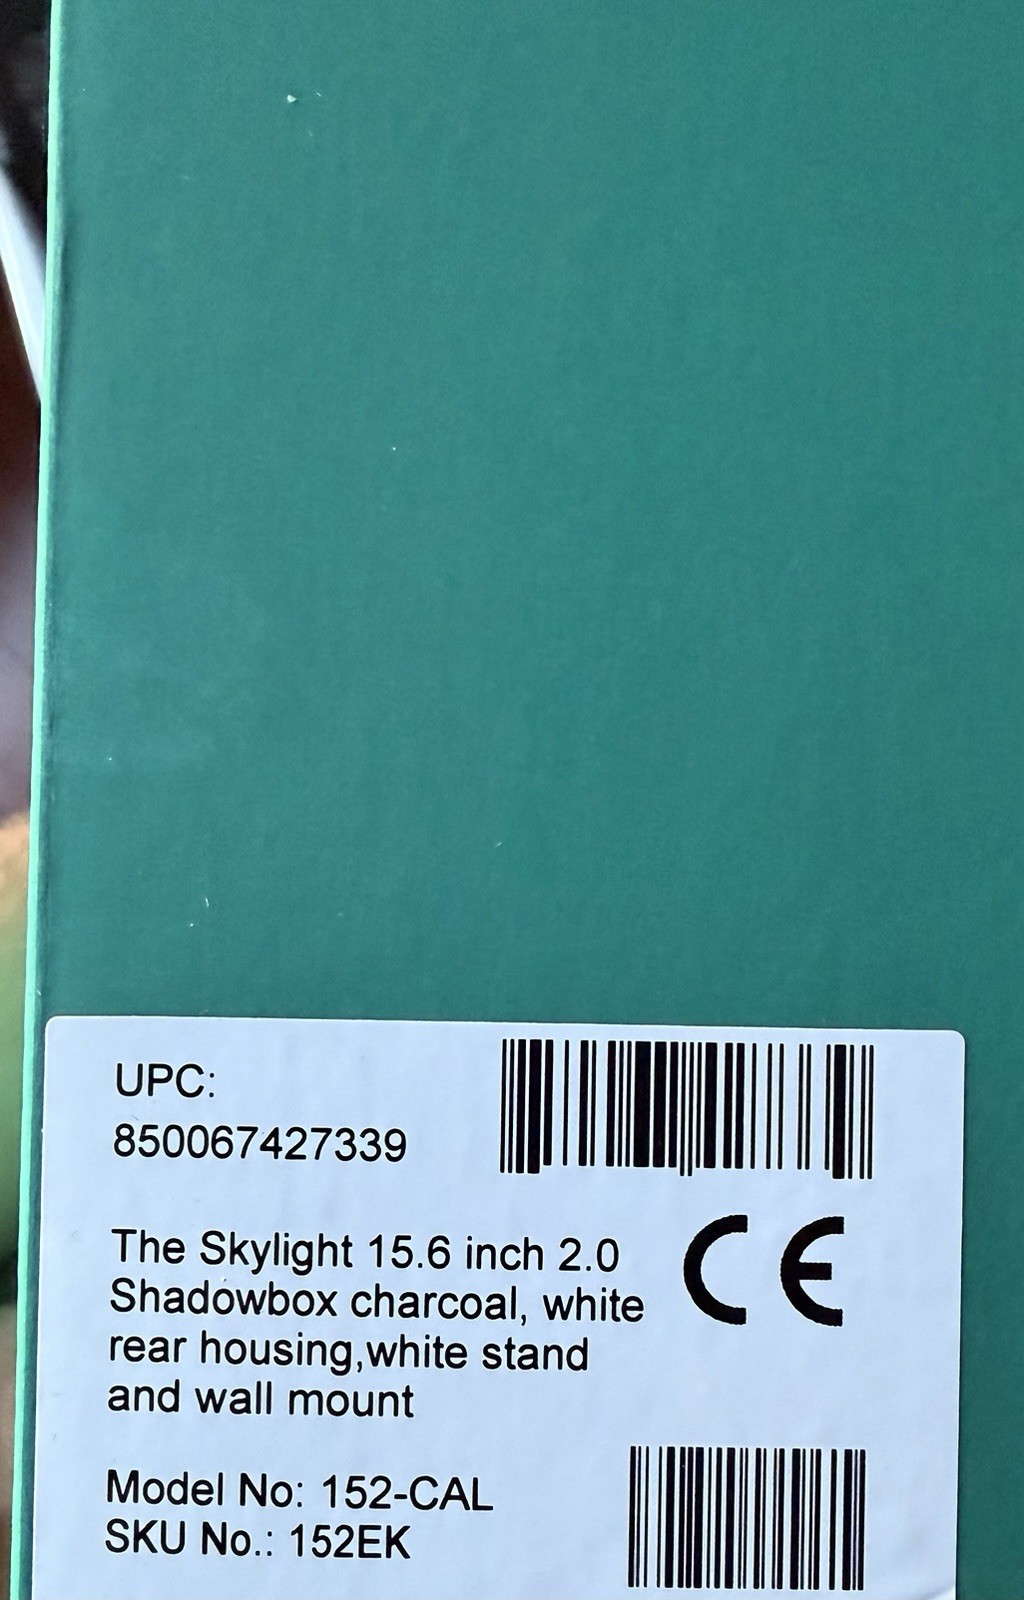 UPC:
850067427339
The Skylight 15.6 inch 2.0
Shadowbox charcoal, white
rear housing,white stand
and wall mount
CE
Model No: 152-CAL
SKU No.: 152EK